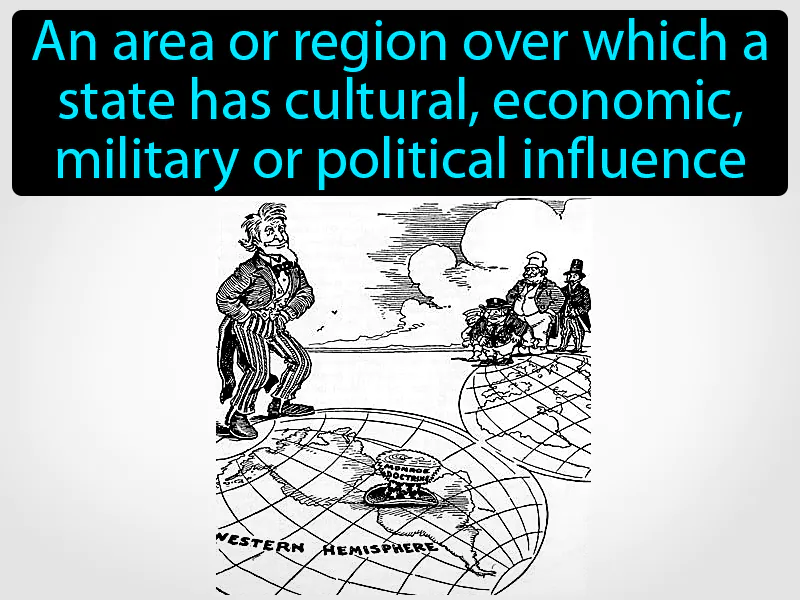 An area or region over which a
state has cultural, economic,
military or political influence
MONROE
DOCTRINE
WESTERN HEMISPHERE